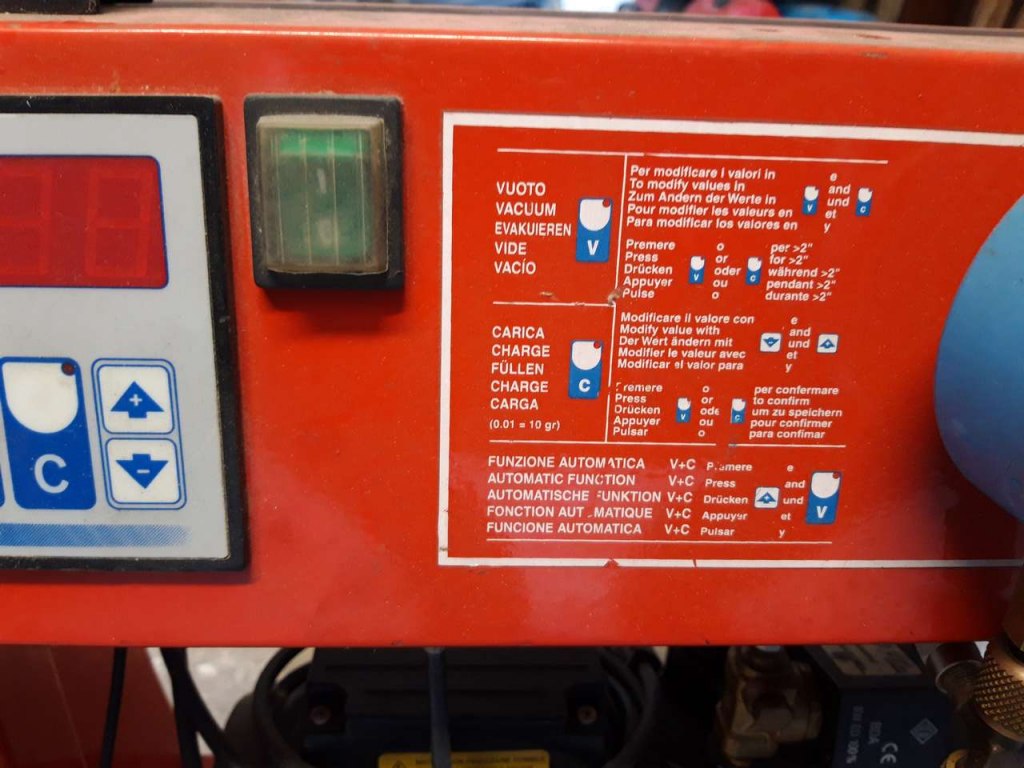 VUOTO
VACUUM
EVAKUIEREN
VIDE
VACÍO
V
Per modificare i valori in e
To modify values in and
Zum Ändern der Werte in und
Pour modifier les valeurs en et
Para modificar los valores en y
V C
Premere o per >2"
Press or for >2"
Drücken oder während >2"
Appuyer ou pendant >2"
Pulse o durante >2"
V C
CARICA
CHARGE
FÜLLEN
CHARGE
CARGA
(0.01 = 10 gr)
C
Modificare il valore con e
Modify value with and
Der Wert ändern mit und
Modifier le valeur avec et
Modificar el valor para y
- +
remere o per confermare
Press or to confirm
Drücken ode um zu speichern
Appuyer ou pour confirmer
Pulsar o para confimar
V C
FUNZIONE AUTOMATICA V+C Premere e
AUTOMATIC FUNCTION V+C Press and
AUTOMATISCHE FUNKTION V+C Drücken und
FONCTION AUT MATIQUE V+C Appuyer et
FUNCIONE AUTOMATICA V+C Pulsar y
+ V
C
+
-
100%
CE